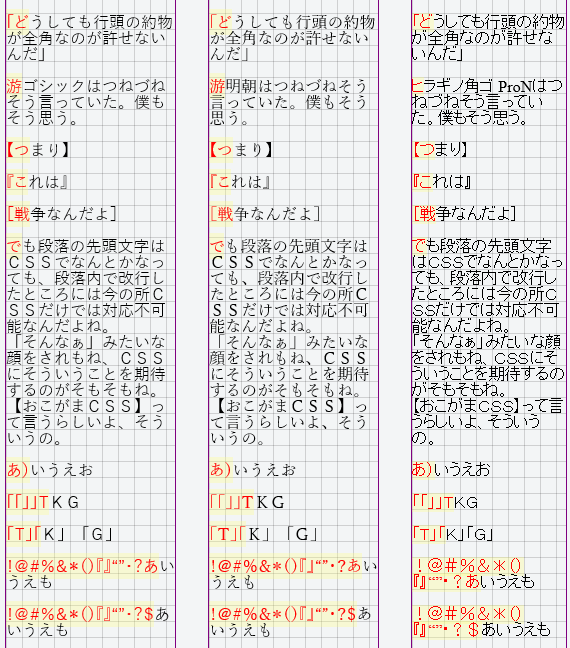 「どうしても行頭の約物
が全角なのが許せない
んだ」
游ゴシックはつねづね
そう言っていた。僕も
そう思う。
【つまり】
『これは』
［戦争なんだよ］
でも段落の先頭文字は
ＣＳＳでなんとかなっ
ても、段落内で改行し
たところには今の所Ｃ
ＳＳだけでは対応不可
能なんだよね。
「そんなぁ」みたいな
顔をされもね、ＣＳＳ
にそういうことを期待
するのがそもそもね。
【おこがまＣＳＳ】っ
て言うらしいよ、そう
いうの。
あ）いうえお
「「」」ＴＫＧ
「Ｔ」「Ｋ」「Ｇ」
！＠＃％＆＊（）『』“”・？あい
うえも
！＠＃％＆＊（）『』“”・？＄あ
いうえも
「どうしても行頭の約物
が全角なのが許せない
んだ」
游明朝はつねづねそう
言っていた。僕もそう
思う。
【つまり】
『これは』
［戦争なんだよ］
でも段落の先頭文字は
ＣＳＳでなんとかなっ
ても、段落内で改行し
たところには今の所Ｃ
ＳＳだけでは対応不可
能なんだよね。
「そんなぁ」みたいな
顔をされもね、ＣＳＳ
にそういうことを期待
するのがそもそもね。
【おこがまＣＳＳ】っ
て言うらしいよ、そう
いうの。
あ）いうえお
「「」」ＴＫＧ
「Ｔ」「Ｋ」「Ｇ」
！＠＃％＆＊（）『』“”・？あい
うえも
！＠＃％＆＊（）『』“”・？＄あ
いうえも
「どうしても行頭の約物
が全角なのが許せな
いんだ」
ヒラギノ角ゴ ProNはつ
ねづねそう言ってい
た。僕もそう思う。
【つまり】
『これは』
［戦争なんだよ］
でも段落の先頭文字
はＣＳＳでなんとかなっ
ても、段落内で改行し
たところには今の所Ｃ
ＳＳだけでは対応不可
能なんだよね。
「そんなぁ」みたいな顔
をされもね、ＣＳＳにそ
ういうことを期待するの
がそもそもね。
【おこがまＣＳＳ】って言
うらしいよ、そういう
の。
あ）いうえお
「「」」ＴＫＧ
「Ｔ」「Ｋ」「Ｇ」
！＠＃％＆＊（）
『』“”・？あいうえも
！＠＃％＆＊（）
『』“”・？＄あいうえも